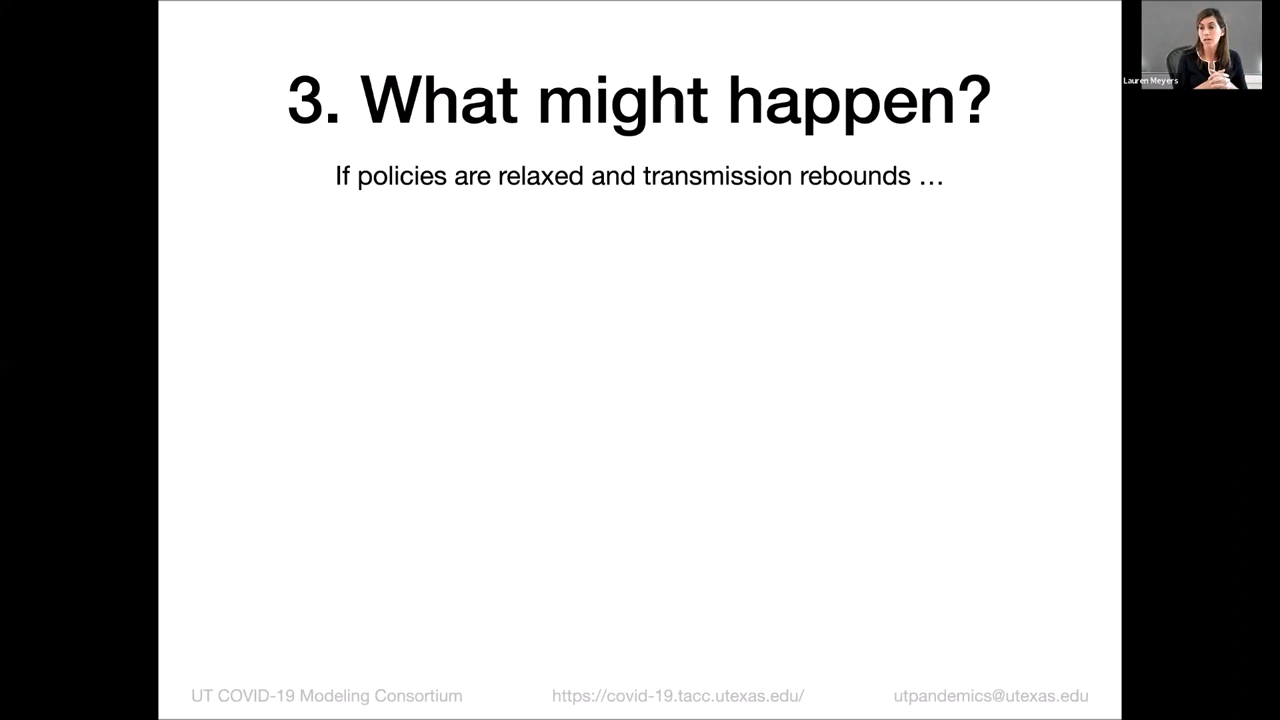 3. What might happen?
If policies are relaxed and transmission rebounds …
Lauren Meyers
UT COVID-19 Modeling Consortium
https://covid-19.tacc.utexas.edu/
utpandemics@utexas.edu